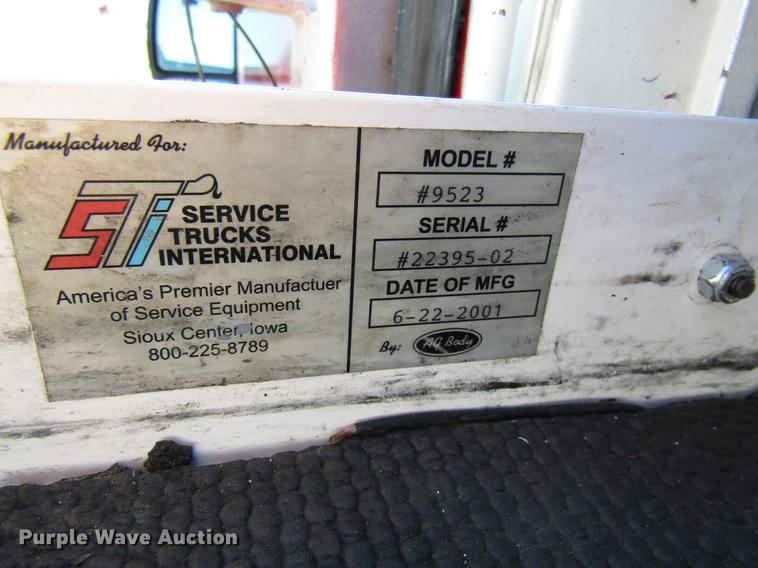 Manufactured For:
STi
SERVICE
TRUCKS
INTERNATIONAL
America's Premier Manufactuer
of Service Equipment
Sioux Center, Iowa
800-225-8789
MODEL #
#9523
SERIAL #
#22395-02
DATE OF MFG
6-22-2001
By: AG Body
Purple Wave Auction